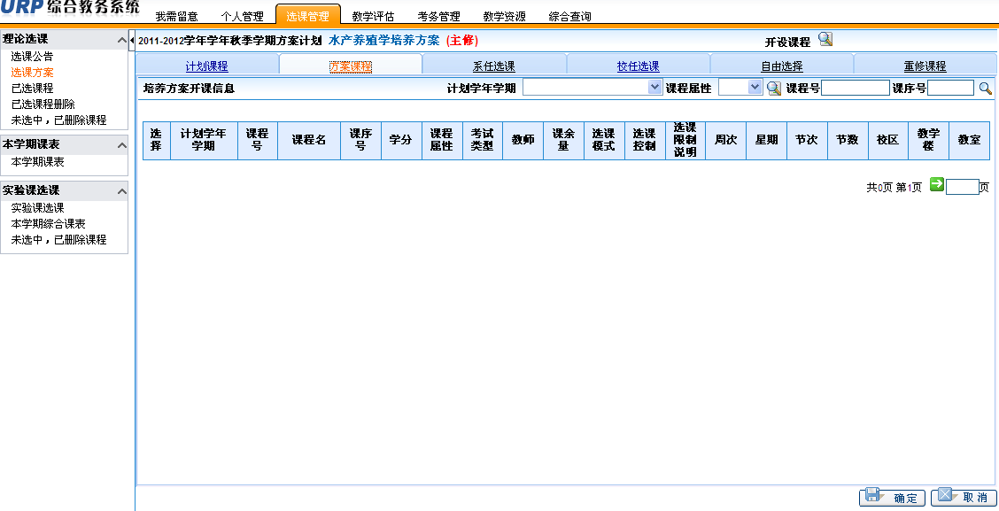 URP 综合教务系统
我需留意 个人管理 选课管理 教学评估 考务管理 教学资源 综合查询
理论选课
选课公告
选课方案
已选课程
已选课程删除
未选中，已删除课程
本学期课表
本学期课表
实验课选课
实验课选课
本学期综合课表
未选中，已删除课程
2011-2012学年学年秋季学期方案计划 水产养殖学培养方案 (主修) 开设课程
计划课程 方案课程 系任选课 校任选课 自由选择 重修课程
培养方案开课信息 计划学年学期 课程属性 课程号 课序号
选择 计划学年学期 课程号 课程名 课序号 学分 课程属性 考试类型 教师 课余量 选课模式 选课控制 选课限制说明 周次 星期 节次 节数 校区 教学楼 教室
共0页 第1页 页
确定 取消